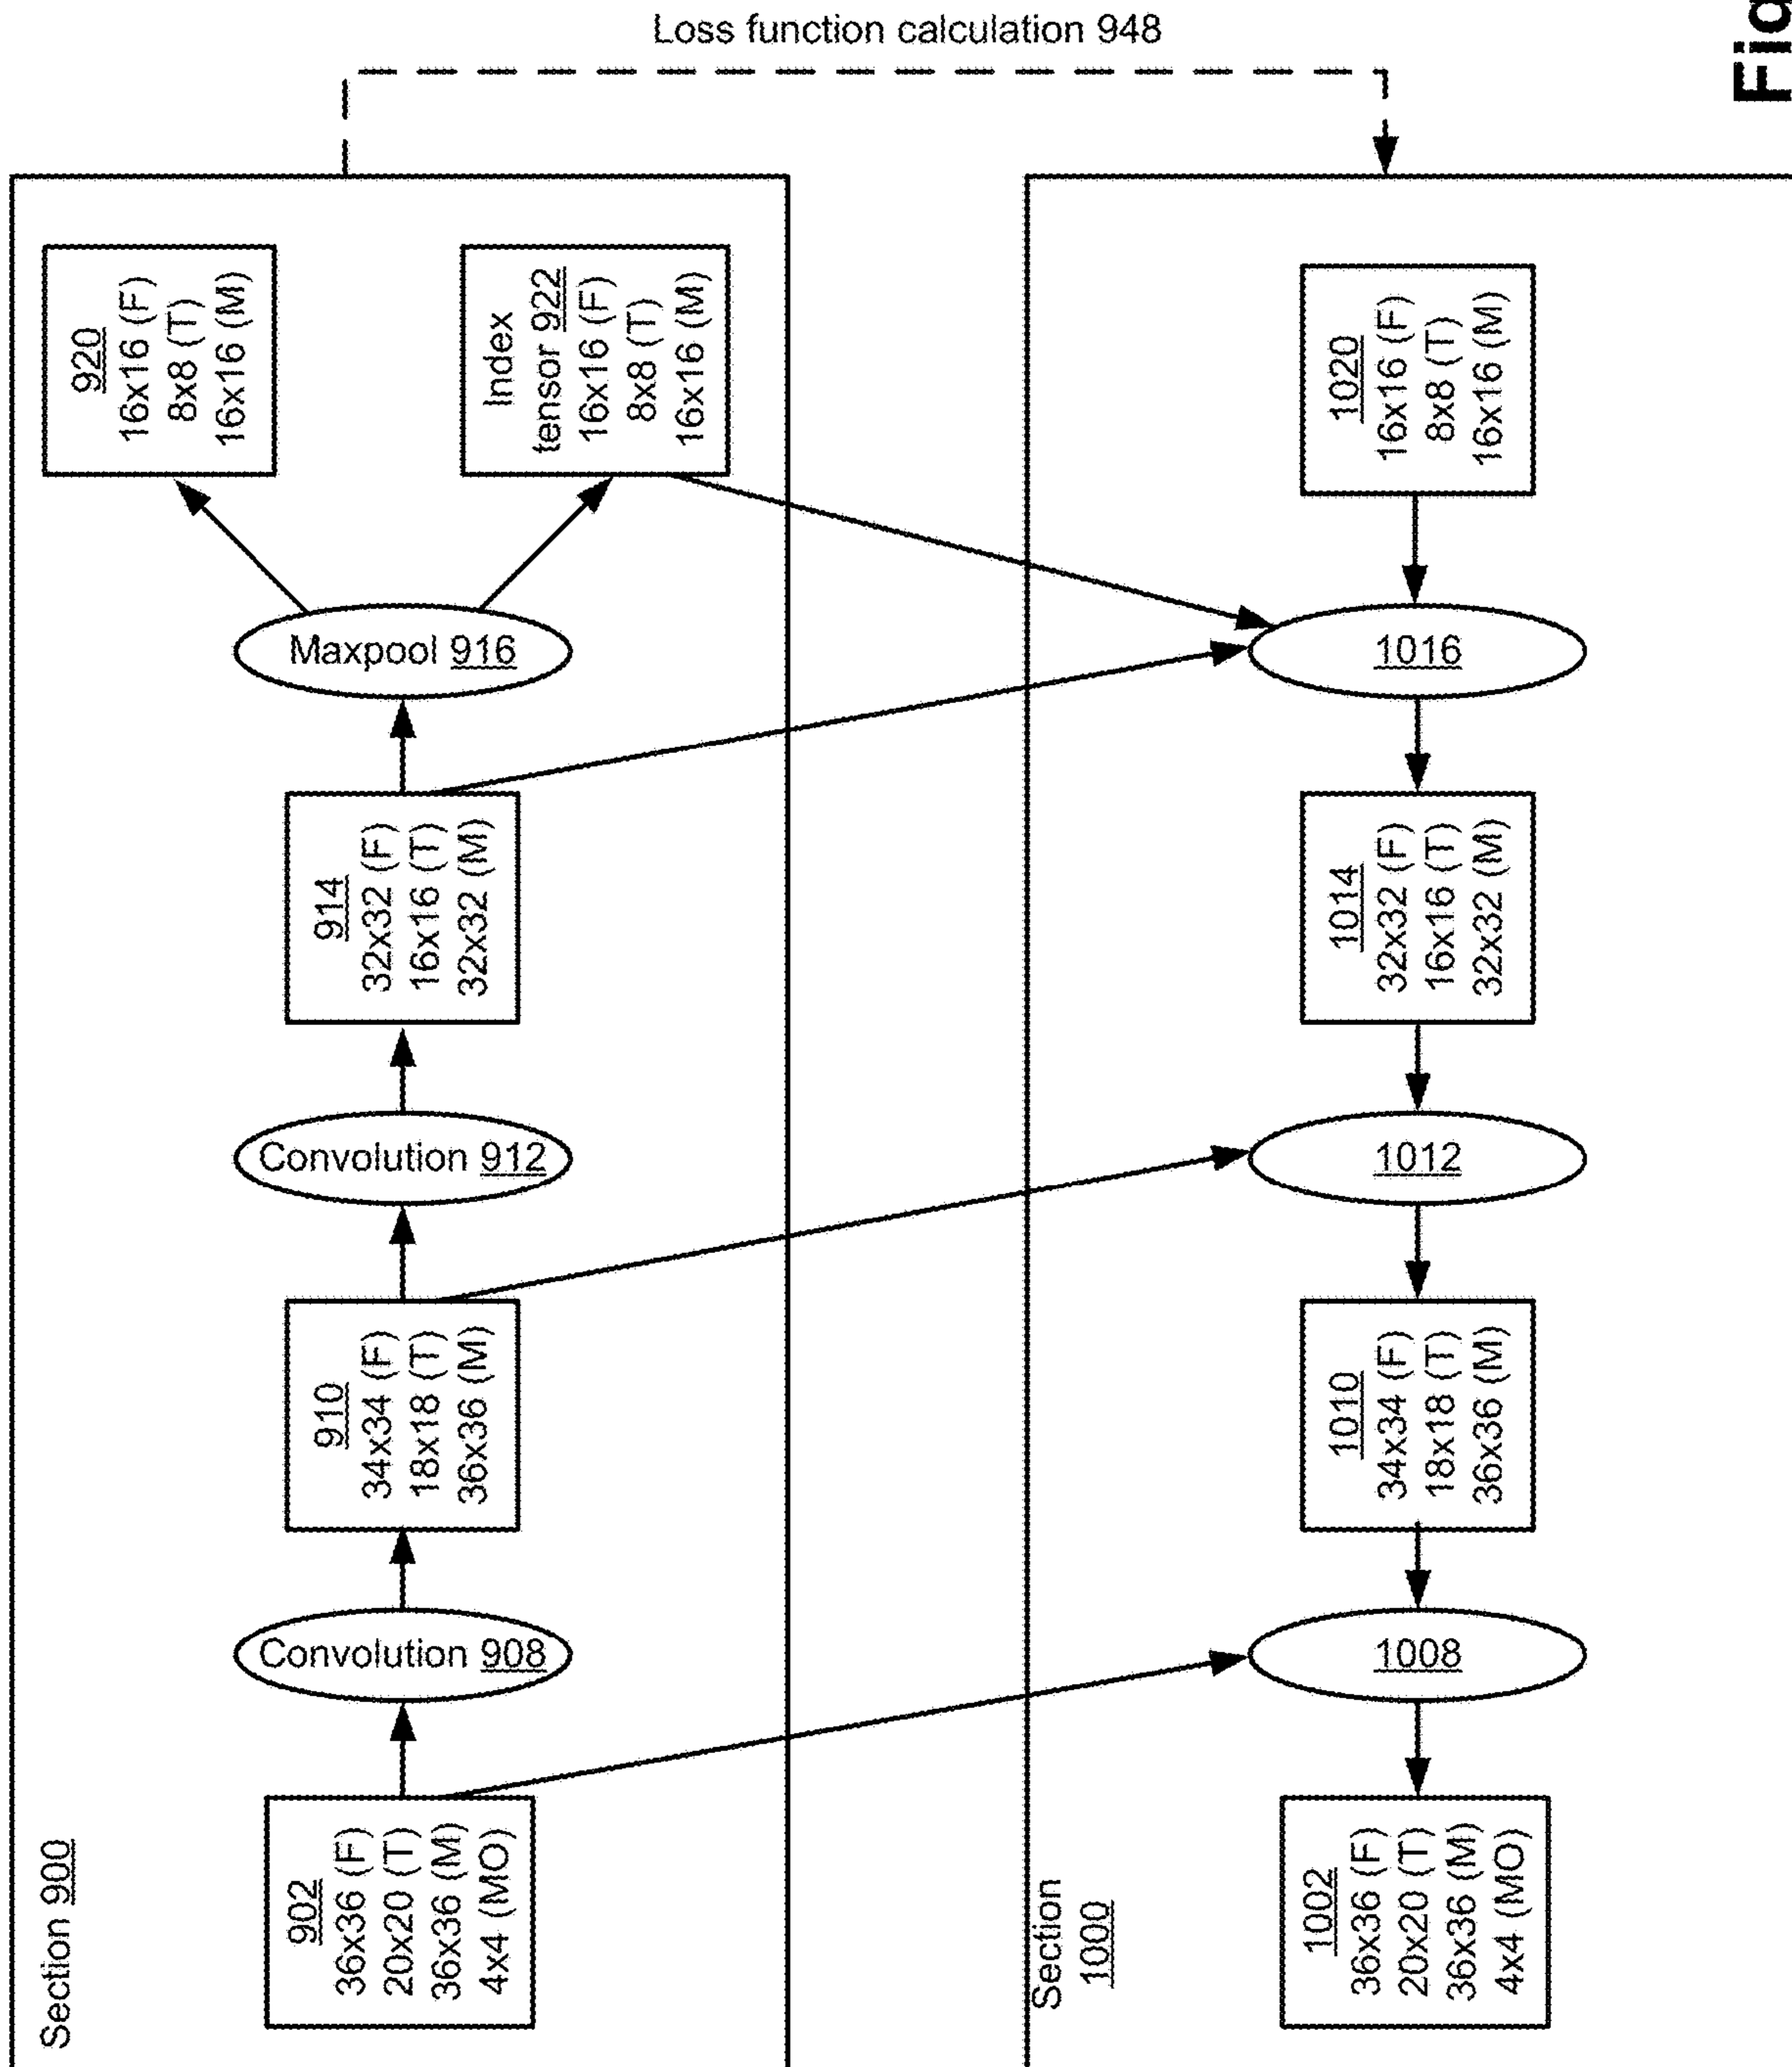 Loss function calculation 948
Section 900
902
36x36 (F)
20x20 (T)
36x36 (M)
4x4 (MO)
Convolution 908
910
34x34 (F)
18x18 (T)
36x36 (M)
Convolution 912
914
32x32 (F)
16x16 (T)
32x32 (M)
Maxpool 916
920
16x16 (F)
8x8 (T)
16x16 (M)
Index
tensor 922
16x16 (F)
8x8 (T)
16x16 (M)
Section
1000
1002
36x36 (F)
20x20 (T)
36x36 (M)
4x4 (MO)
1008
1010
34x34 (F)
18x18 (T)
36x36 (M)
1012
1014
32x32 (F)
16x16 (T)
32x32 (M)
1016
1020
16x16 (F)
8x8 (T)
16x16 (M)
Fig